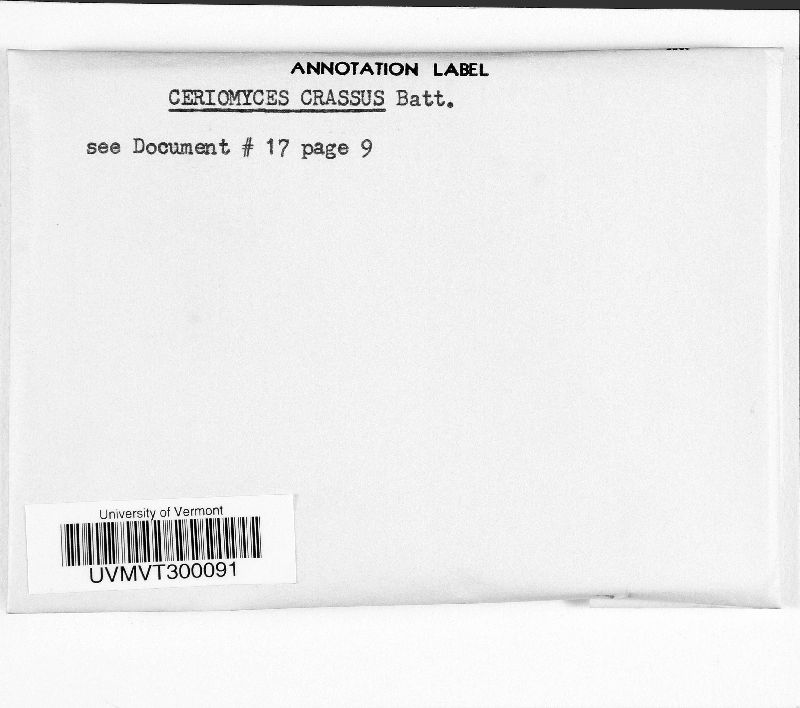 ANNOTATION LABEL
CERIOMYCES CRASSUS Batt.
see Document # 17 page 9
University of Vermont
UVMVT300091